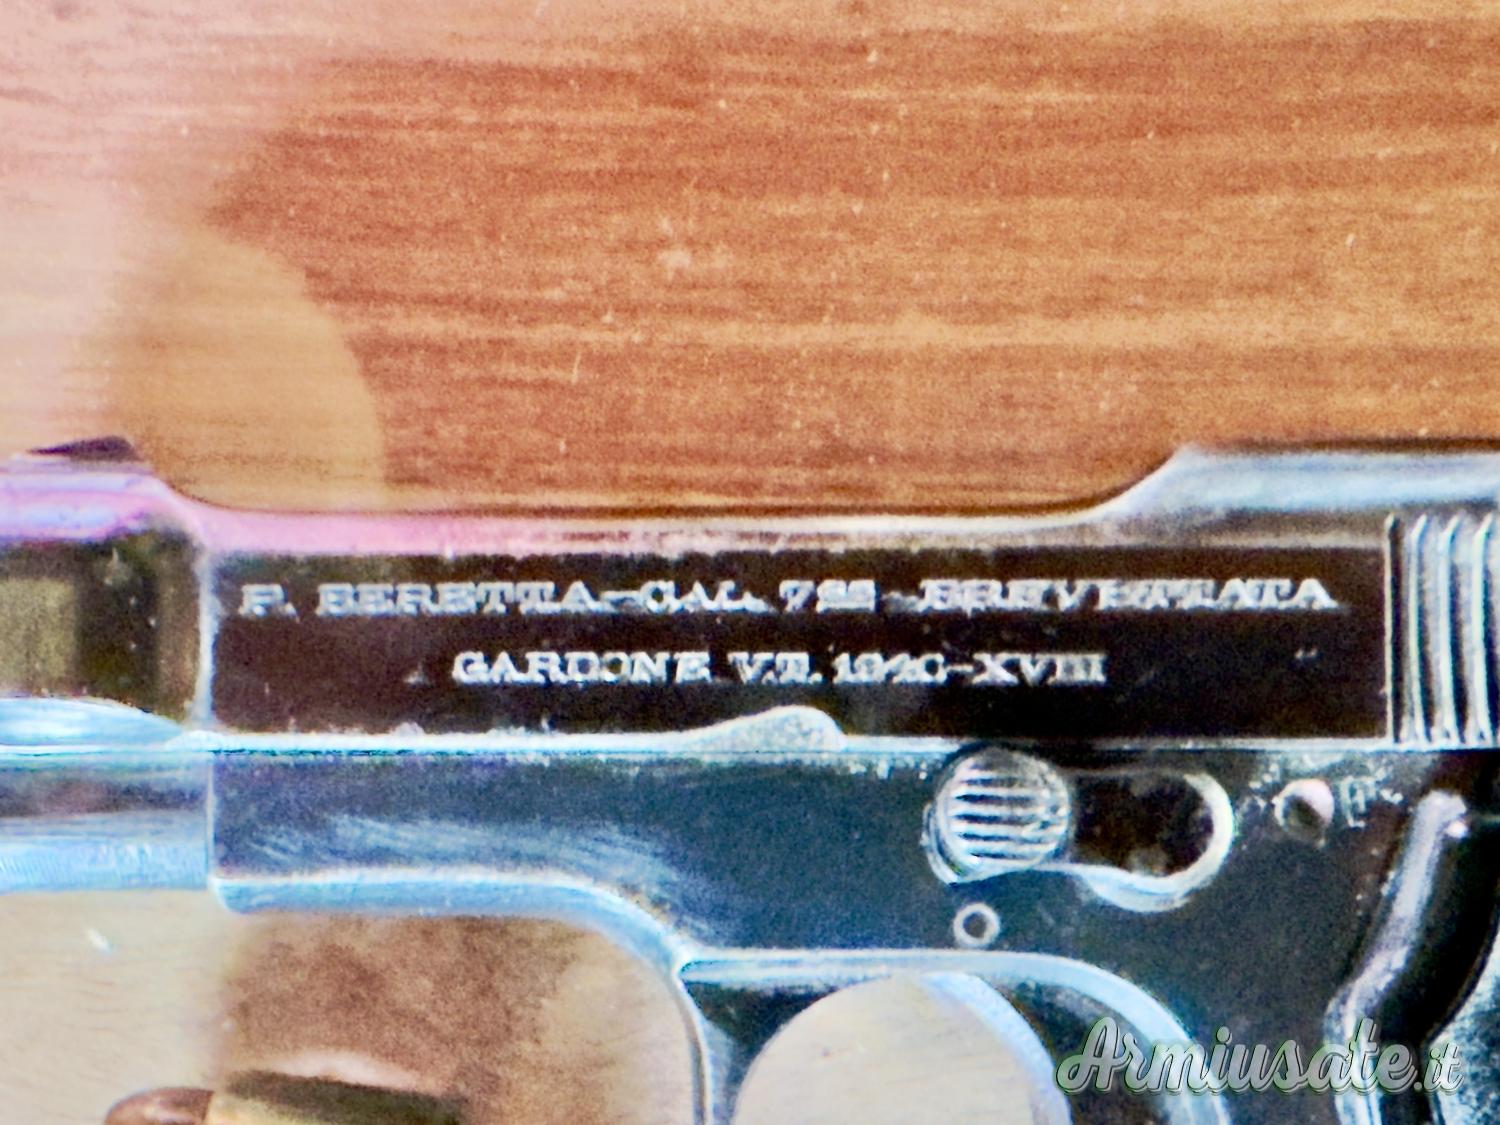 P. BERETTA-CAL. 7'65 -BREVETTATA
GARDONE V.T. 1940-XVIII
Armiusate.it